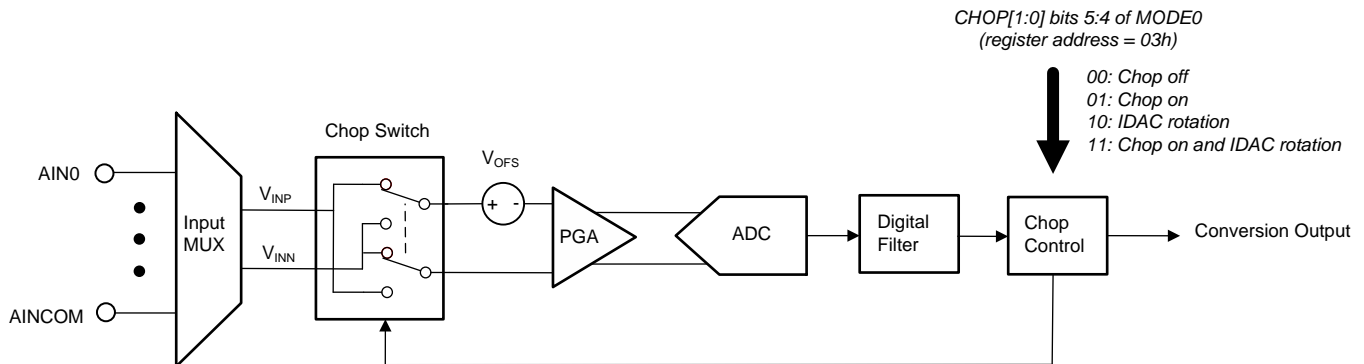 CHOP[1:0] bits 5:4 of MODE0
(register address = 03h)
00: Chop off
01: Chop on
10: IDAC rotation
11: Chop on and IDAC rotation
Chop Switch
VOFS
AIN0
VINP
Input
MUX
VINN
+ -
PGA
ADC
Digital
Filter
Chop
Control
Conversion Output
AINCOM